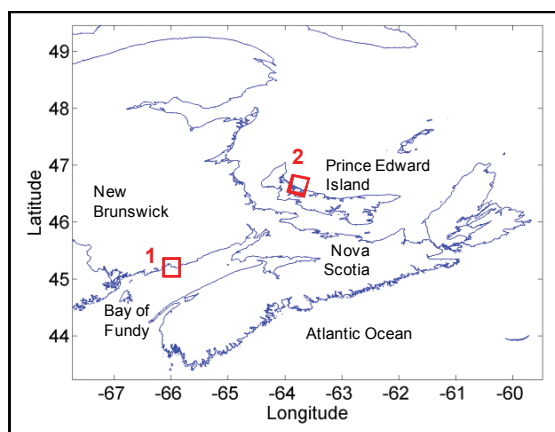 49
48
47
46
45
44
Latitude
2
Prince Edward
Island
New
Brunswick
1
Nova
Scotia
Bay of
Fundy
Atlantic Ocean
-67 -66 -65 -64 -63 -62 -61 -60
Longitude